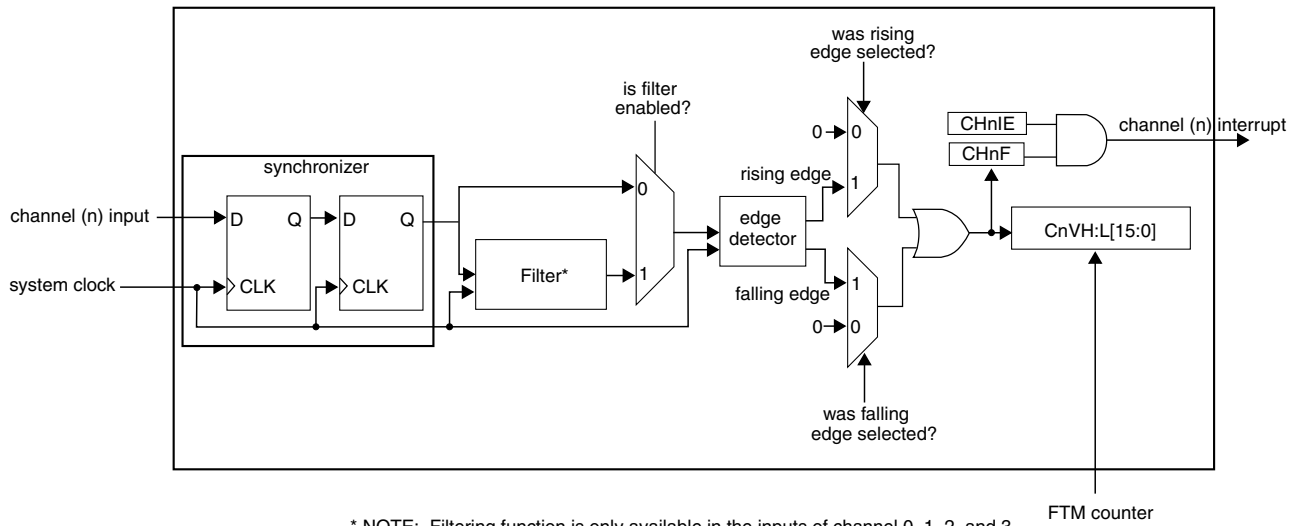 was rising
edge selected?
is filter
enabled?
0
0
CHnIE
channel (n) interrupt
CHnF
synchronizer
rising edge
1
0
channel (n) input
D
Q
D
Q
edge
detector
CnVH:L[15:0]
Filter*
1
system clock
CLK
CLK
falling edge
1
0
0
was falling
edge selected?
FTM counter
* NOTE: Filtering function is only available in the inputs of channel 0, 1, 2, and 3